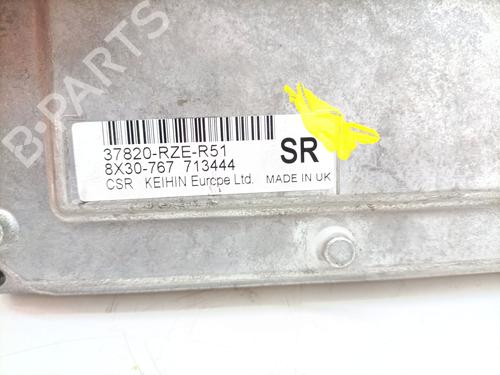 B-PARTS
37820-RZE-R51
8X30-767 713444
SR
CSR KEIHIN Europe Ltd. MADE IN UK